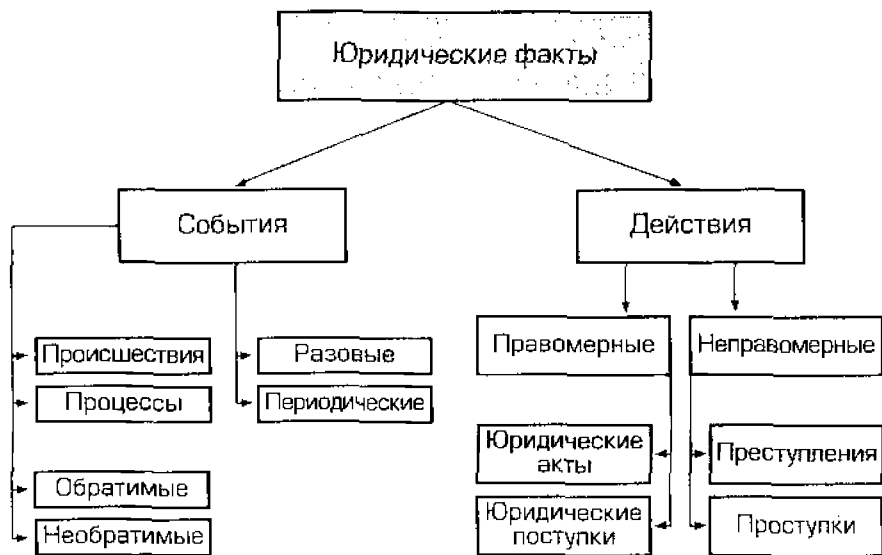 Юридические факты
События
Действия
Происшествия
Процессы
Обратимые
Необратимые
Разовые
Периодические
Правомерные
Юридические
акты
Юридические
поступки
Неправомерные
Преступления
Проступки